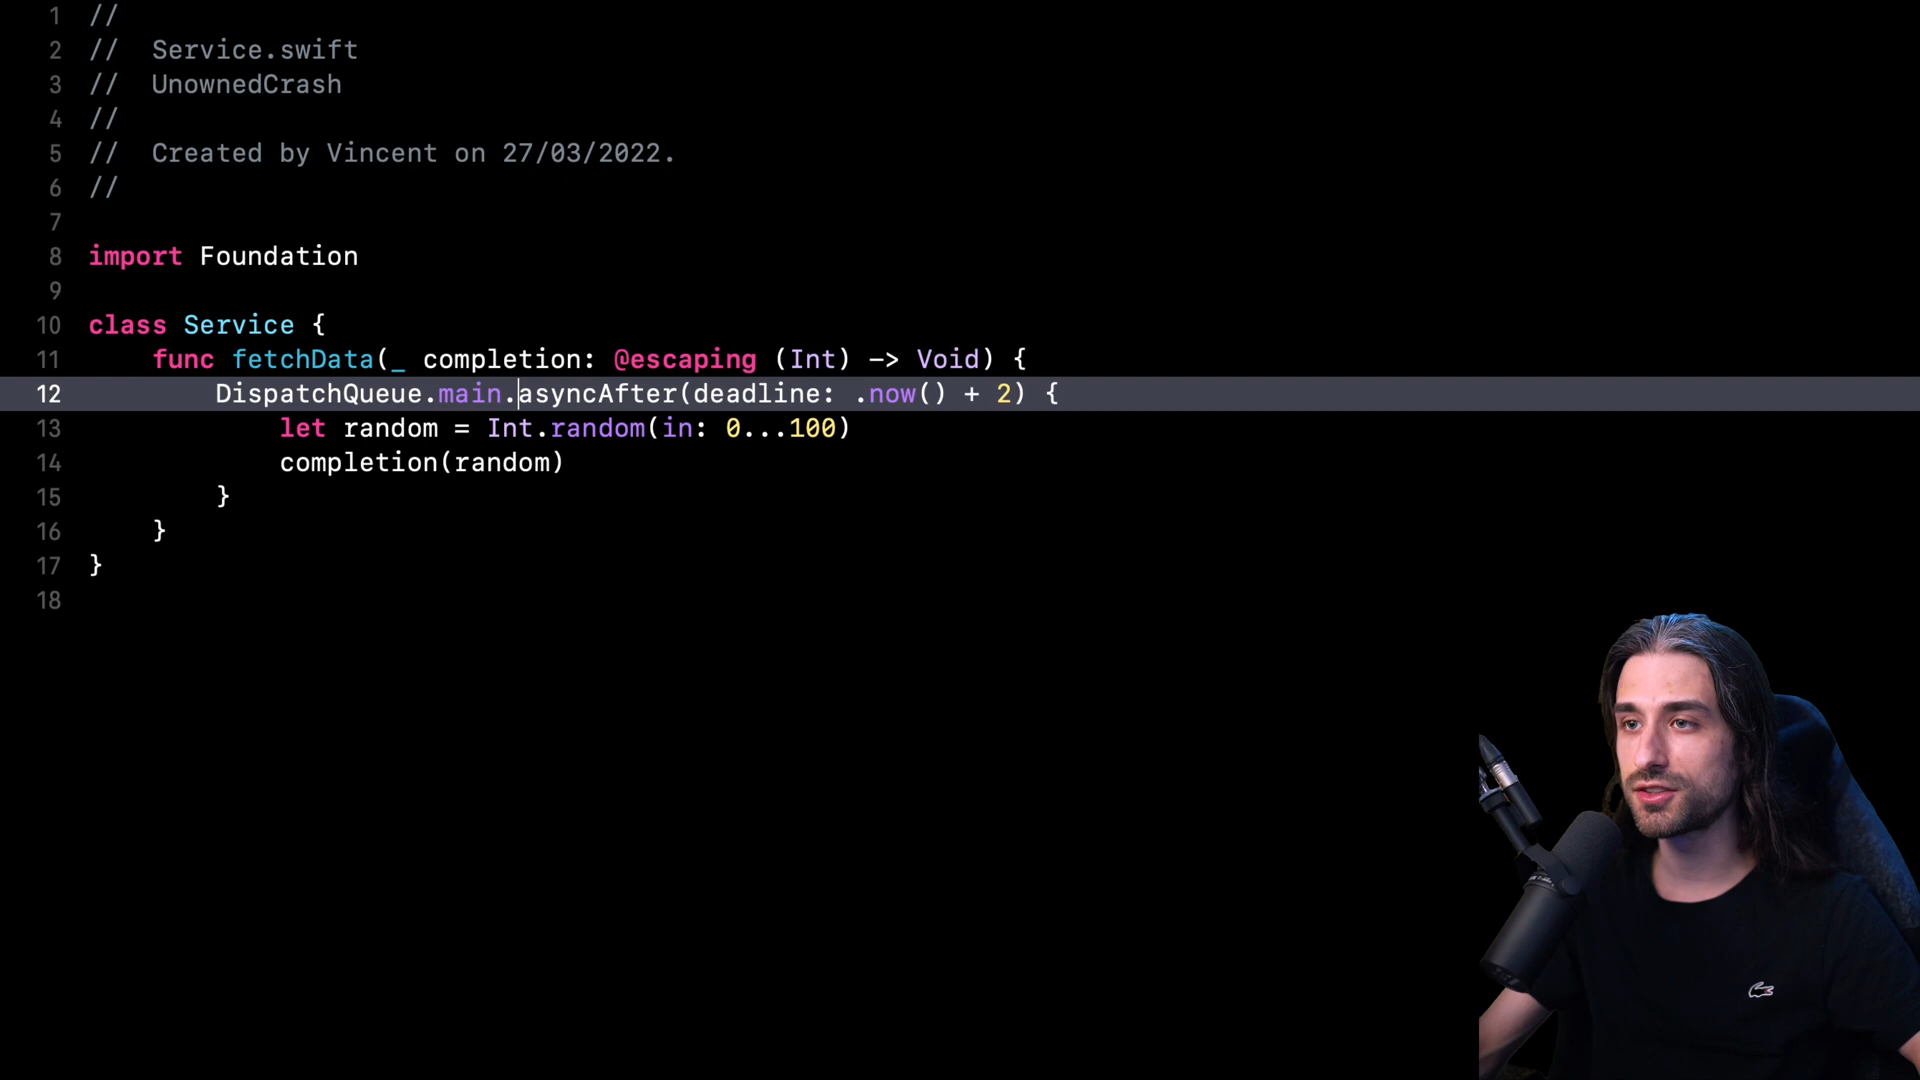 1 //
2 //  Service.swift
3 //  UnownedCrash
4 //
5 //  Created by Vincent on 27/03/2022.
6 //
7
8 import Foundation
9
10 class Service {
11     func fetchData(_ completion: @escaping (Int) -> Void) {
12         DispatchQueue.main.asyncAfter(deadline: .now() + 2) {
13             let random = Int.random(in: 0...100)
14             completion(random)
15         }
16     }
17 }
18